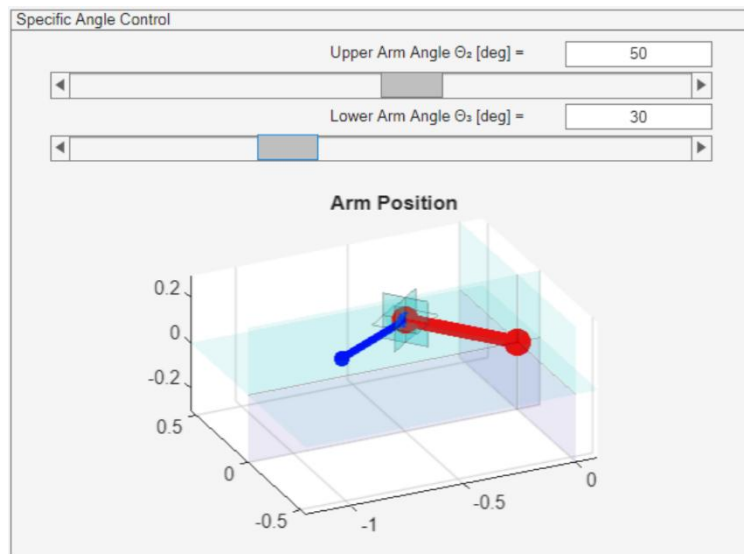 Specific Angle Control
Upper Arm Angle Θ₂ [deg] = 50
Lower Arm Angle Θ₃ [deg] = 30
Arm Position
0.2
0
-0.2
0.5
0
-0.5
-1
-0.5
0